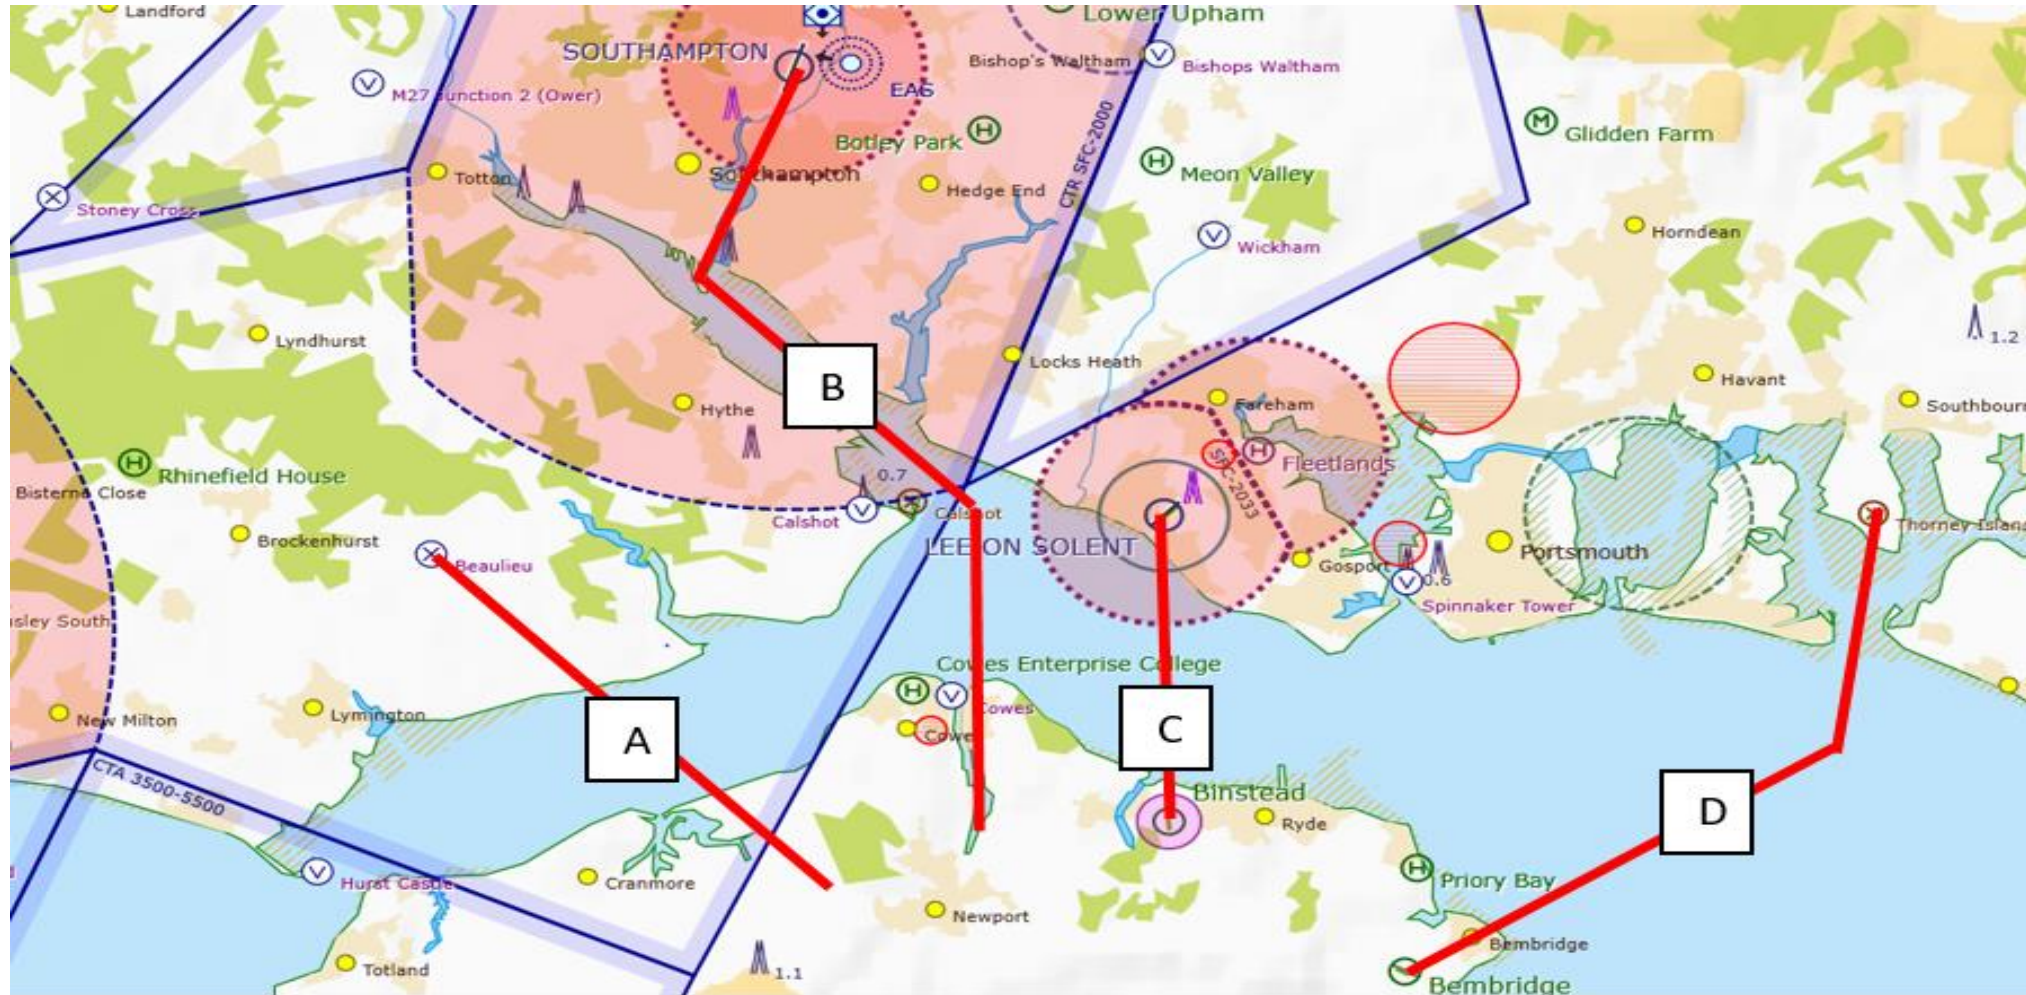 Landford
Lower Upham
SOUTHAMPTON
Bishop's Waltham
Bishops Waltham
M27 Junction 2 (Ower)
EAS
CTR SFC-2000
Botley Park
Glidden Farm
Totton
Southampton
Hedge End
Meon Valley
Stoney Cross
Wickham
Horndean
Lyndhurst
Locks Heath
1.2
Havant
B
Hythe
Fareham
Southbour
Rhinefield House
Fleetlands
SFC-2033
Bisterne Close
0.7
Calshot
Calshot
Thorney Island
Brockenhurst
LEE ON SOLENT
Portsmouth
Beaulieu
Gosport
0.6
Spinnaker Tower
sley South
Cowes Enterprise College
Cowes
New Milton
Lymington
Cowe
A
C
CTA 3500-5500
Binstead
D
Ryde
Hurst Castle
Cranmore
Priory Bay
Newport
Bembridge
Totland
1.1
Bembridge